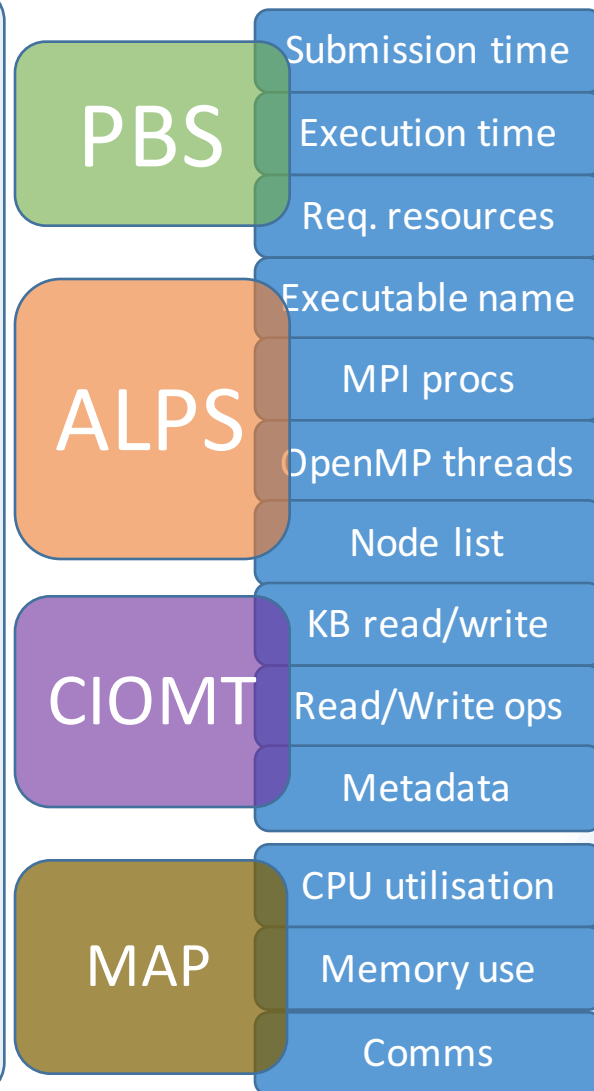 PBS
Submission time
Execution time
Req. resources
ALPS
Executable name
MPI procs
OpenMP threads
Node list
CIOMT
KB read/write
Read/Write ops
Metadata
MAP
CPU utilisation
Memory use
Comms